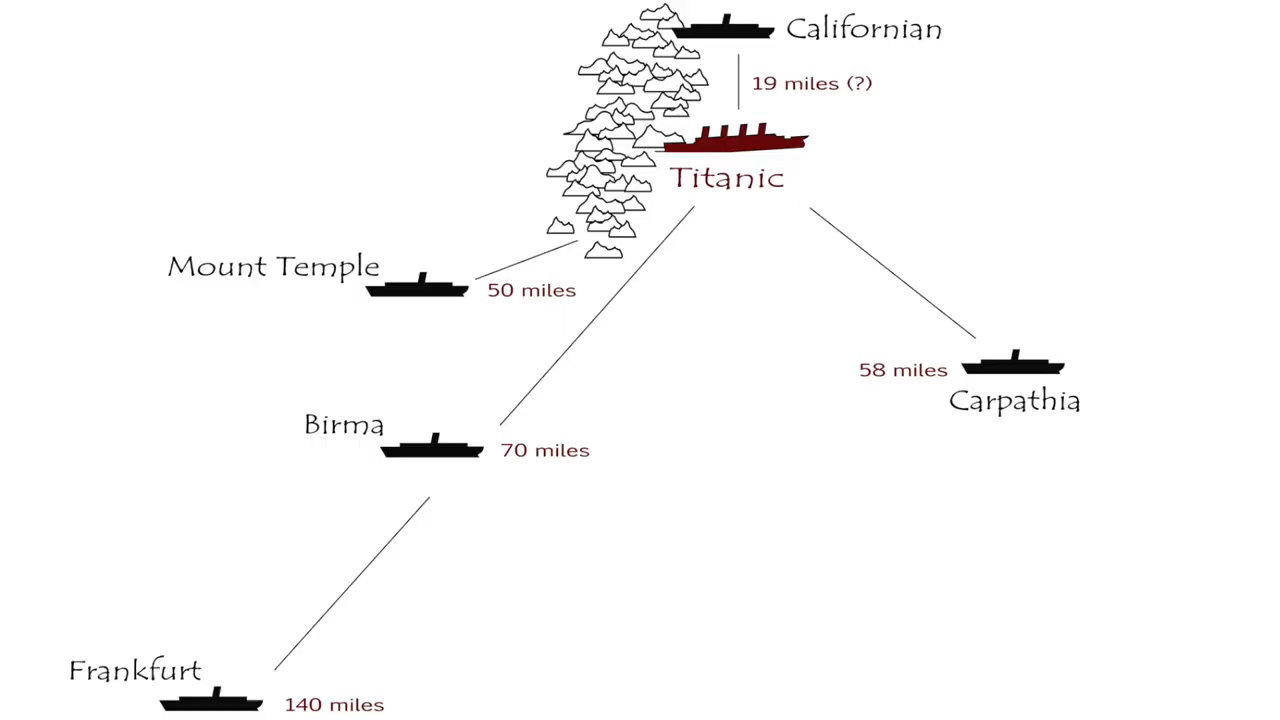 Californian
19 miles (?)
Titanic
Mount Temple
50 miles
58 miles
Carpathia
Birma
70 miles
Frankfurt
140 miles